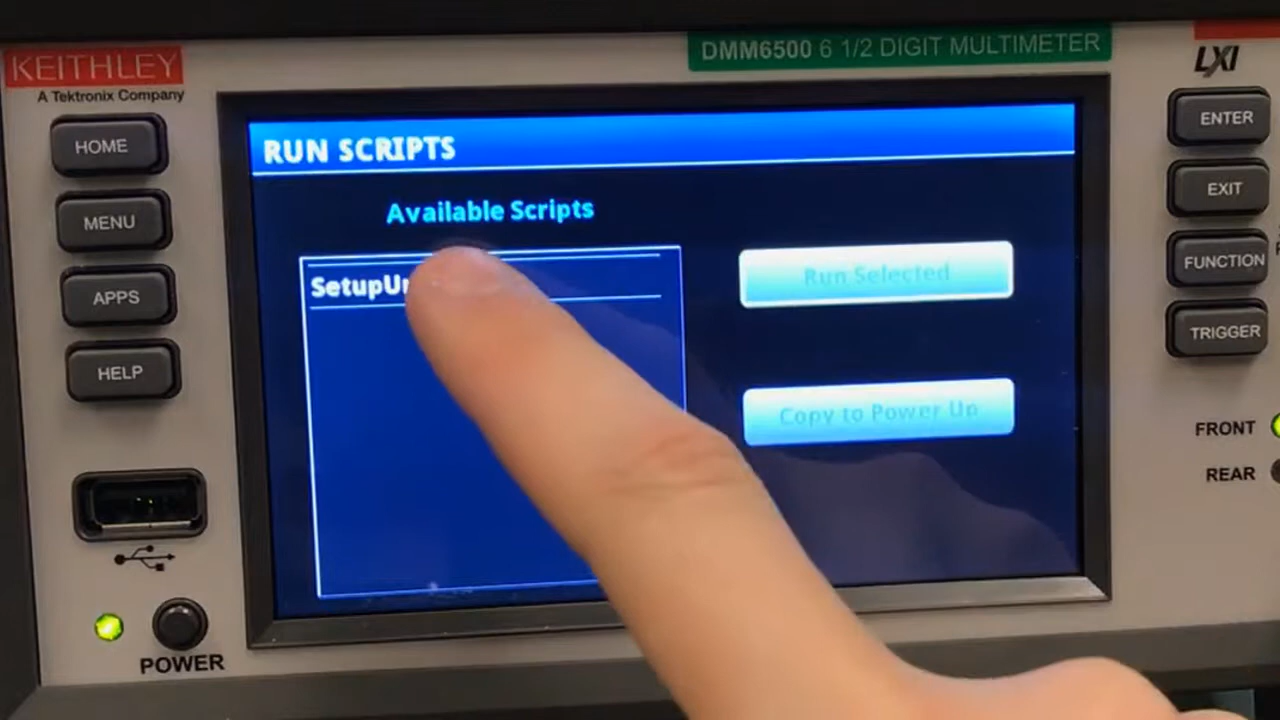 KEITHLEY
A Tektronix Company
DMM6500 6 1/2 DIGIT MULTIMETER
LXI
HOME
MENU
APPS
HELP
POWER
RUN SCRIPTS
Available Scripts
Run Selected
Copy to Power Up
ENTER
EXIT
FUNCTION
TRIGGER
FRONT
REAR